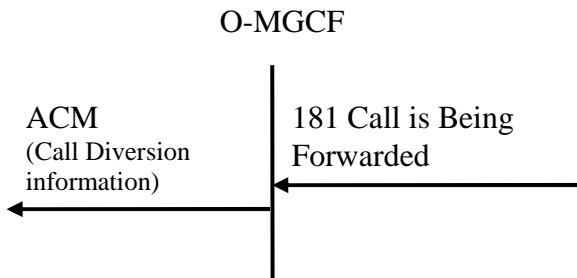 O-MGCF
ACM
(Call Diversion
information)
181 Call is Being
Forwarded